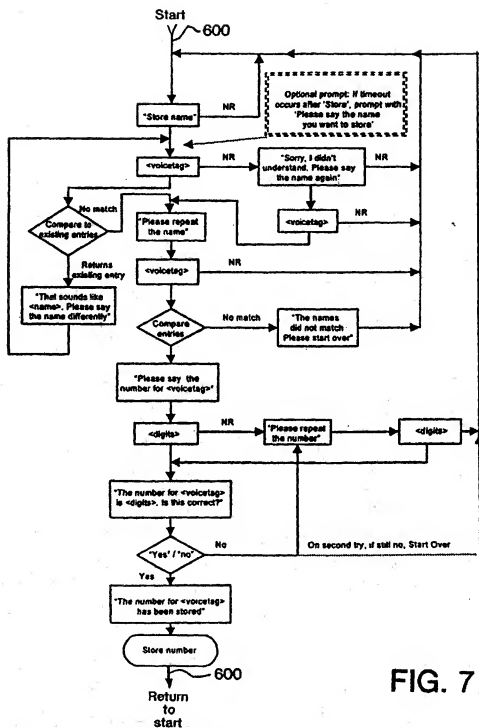 Start
600
"Store name"
NR
Optional prompt: If timeout
occurs after 'Store', prompt with
'Please say the name
you want to store'
<voicetag>
NR
"Sorry, I didn't
understand. Please say
the name again"
NR
No match
Compare to
existing entries
"Please repeat
the name"
<voicetag>
NR
Returns
existing entry
<voicetag>
NR
"That sounds like
<name>. Please say
the name differently"
Compare
entries
No match
"The names
did not match
Please start over"
"Please say the
number for <voicetag>"
<digits>
NR
"Please repeat
the number"
<digits>
"The number for <voicetag>
is <digits>. Is this correct?"
"Yes" / "no"
No
On second try, if still no, Start Over
Yes
"The number for <voicetag>
has been stored"
Store number
600
Return
to
start
FIG. 7